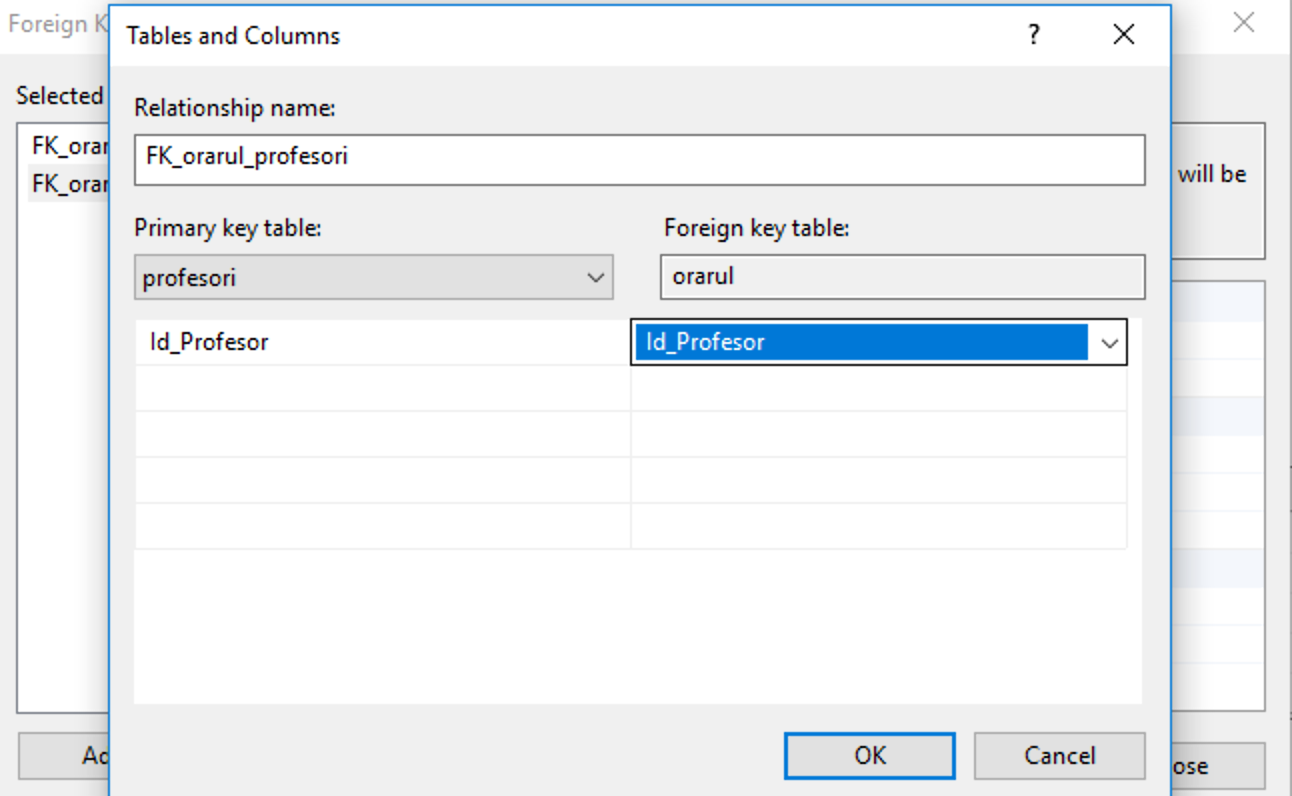 Foreign K
Tables and Columns
?
Selected
Relationship name:
FK_orar
FK_orarul_profesori
FK_orar
will be
Primary key table:
Foreign key table:
profesori
orarul
Id_Profesor
Id_Profesor
Ad
OK
Cancel
ose